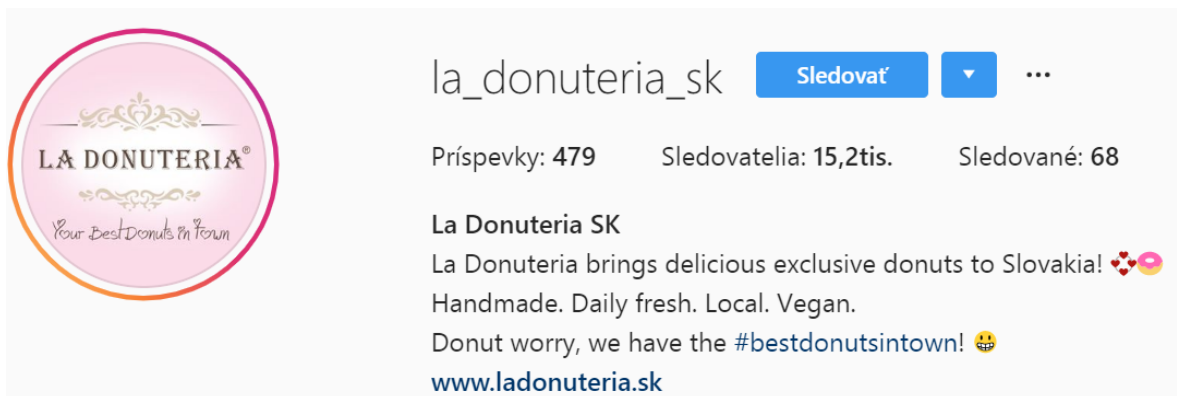 la_donuteria_sk Sledovať
LA DONUTERIA®
Your Best Donuts in Town
Príspevky: 479 Sledovatelia: 15,2tis. Sledované: 68
La Donuteria SK
La Donuteria brings delicious exclusive donuts to Slovakia! 💞🍩
Handmade. Daily fresh. Local. Vegan.
Donut worry, we have the #bestdonutsintown! 😀
www.ladonuteria.sk